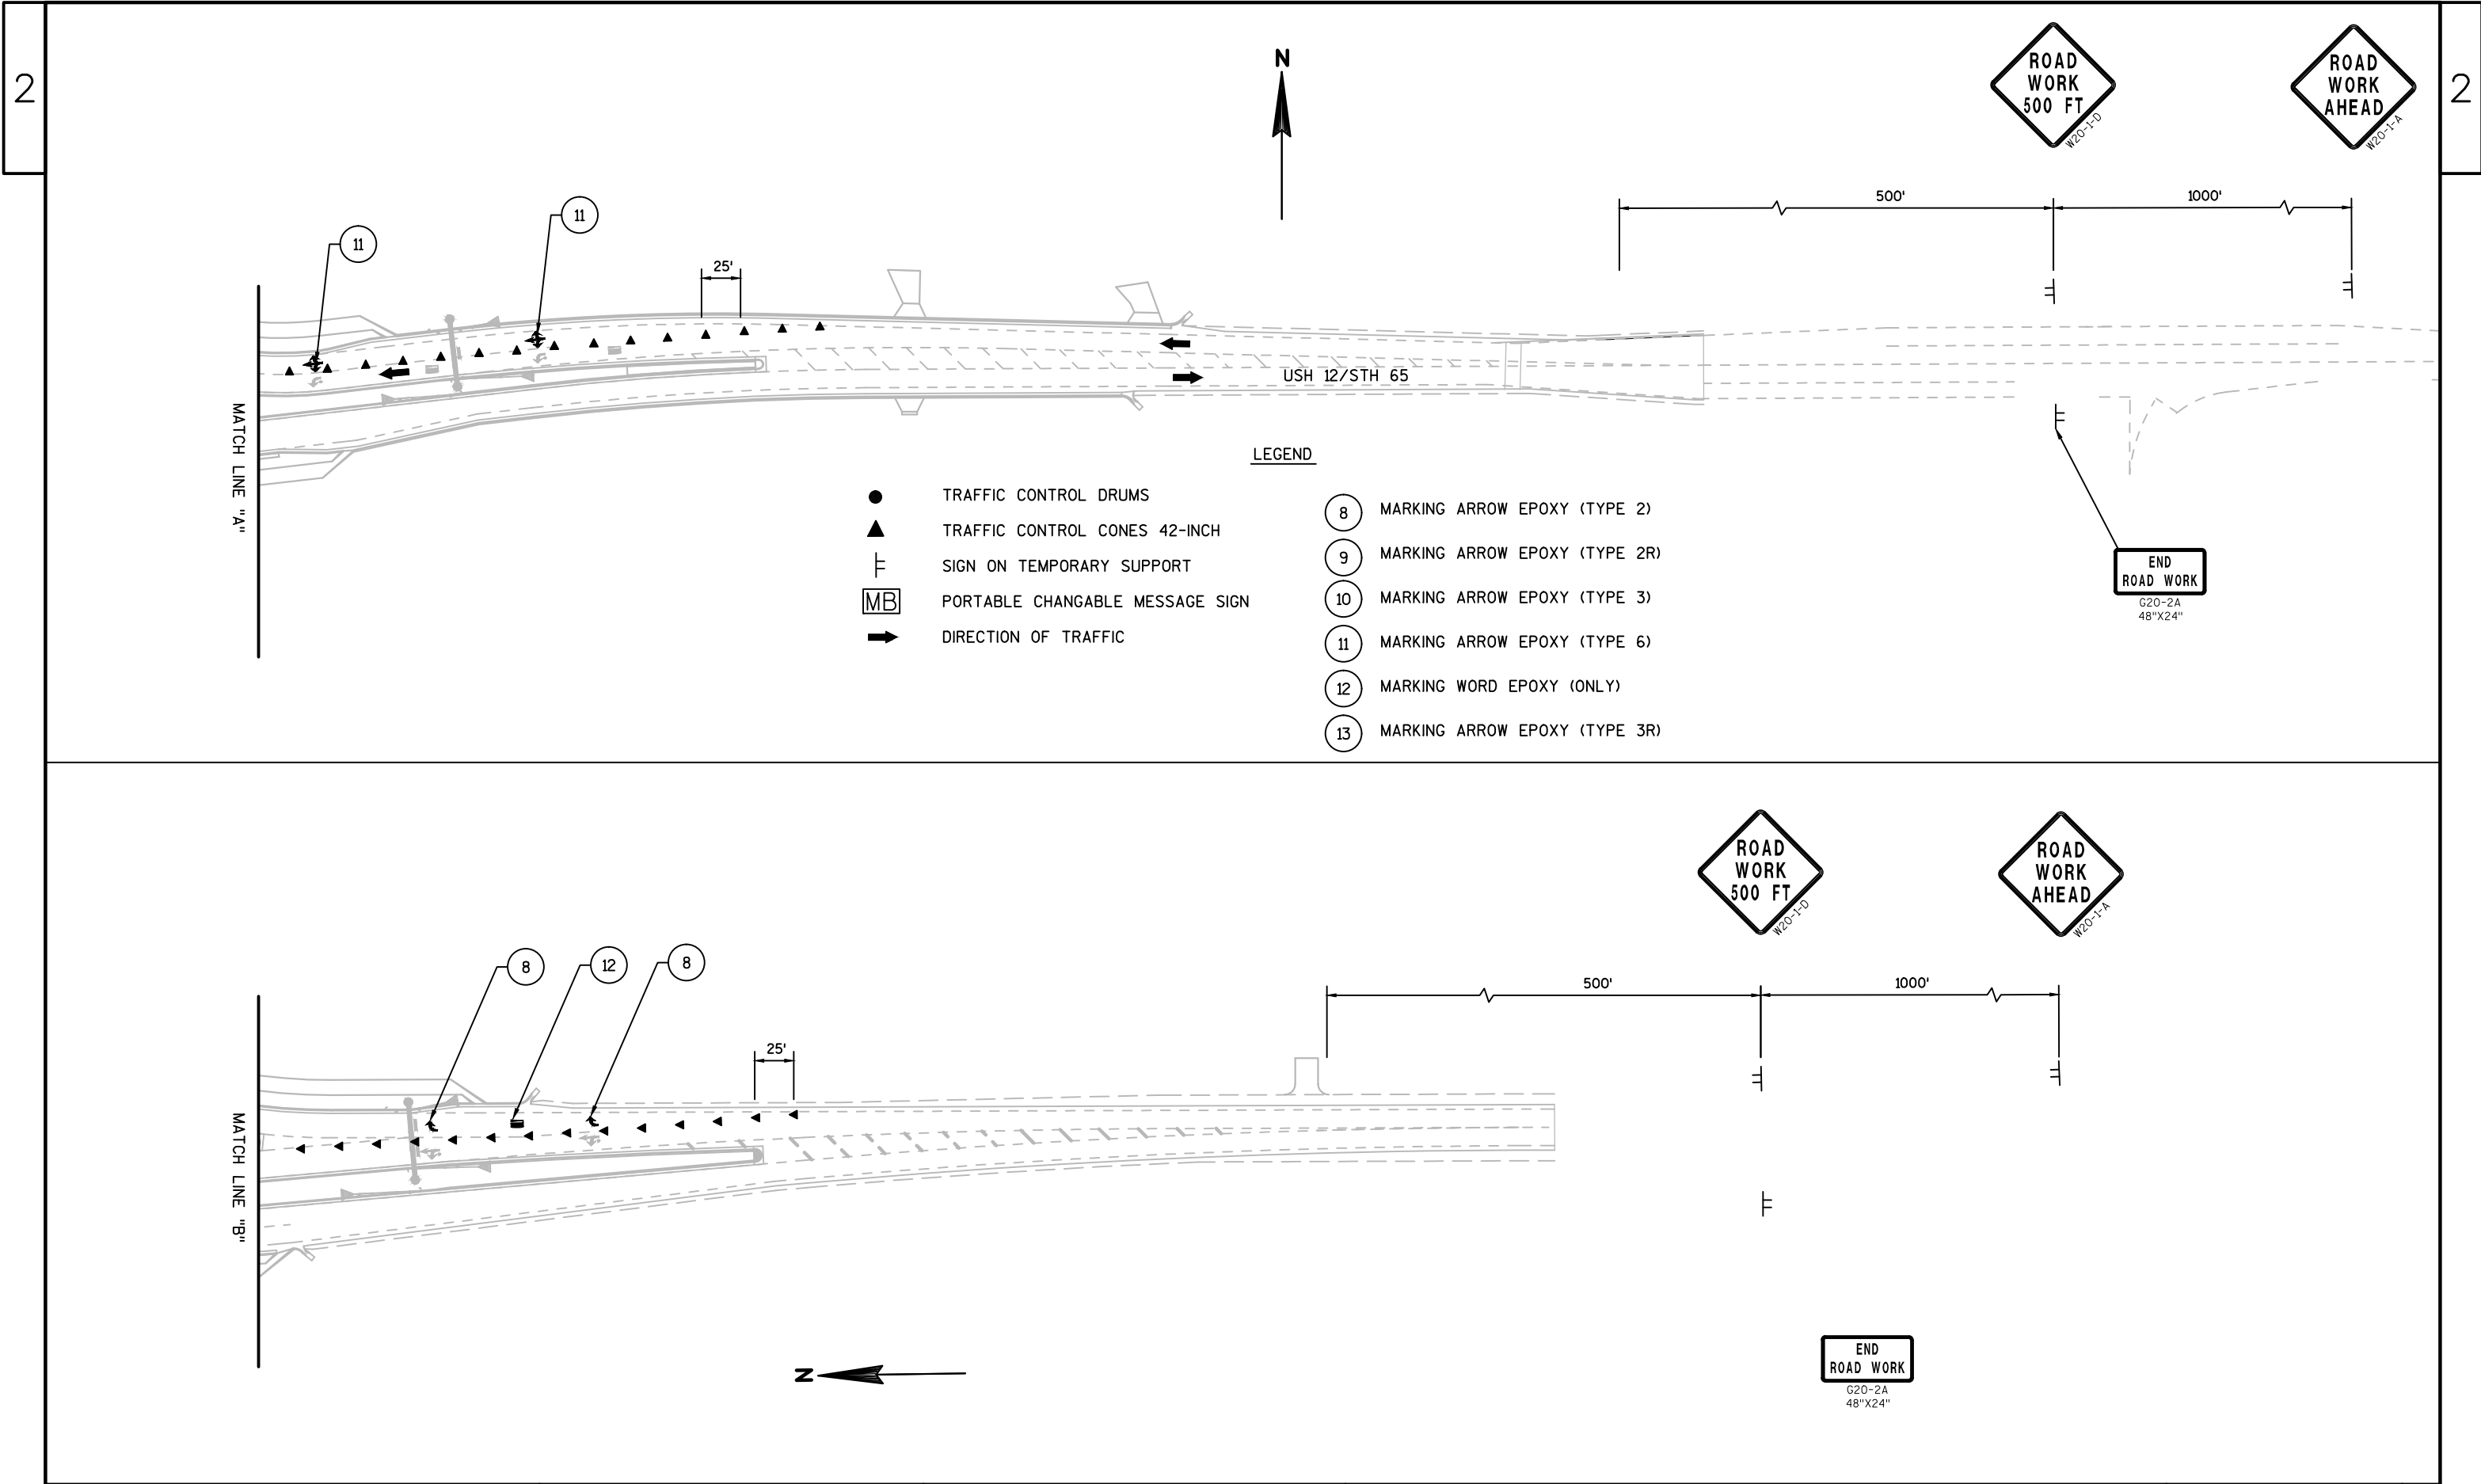 2
2
N
ROAD
WORK
500 FT
W20-1-D
ROAD
WORK
AHEAD
W20-1-A
500'
1000'
11
11
25'
USH 12/STH 65
MATCH LINE "A"
LEGEND
TRAFFIC CONTROL DRUMS
TRAFFIC CONTROL CONES 42-INCH
SIGN ON TEMPORARY SUPPORT
MB PORTABLE CHANGABLE MESSAGE SIGN
DIRECTION OF TRAFFIC
8 MARKING ARROW EPOXY (TYPE 2)
9 MARKING ARROW EPOXY (TYPE 2R)
10 MARKING ARROW EPOXY (TYPE 3)
11 MARKING ARROW EPOXY (TYPE 6)
12 MARKING WORD EPOXY (ONLY)
13 MARKING ARROW EPOXY (TYPE 3R)
END
ROAD WORK
G20-2A
48"X24"
ROAD
WORK
500 FT
W20-1-D
ROAD
WORK
AHEAD
W20-1-A
500'
1000'
8
12
8
25'
MATCH LINE "B"
N
END
ROAD WORK
G20-2A
48"X24"